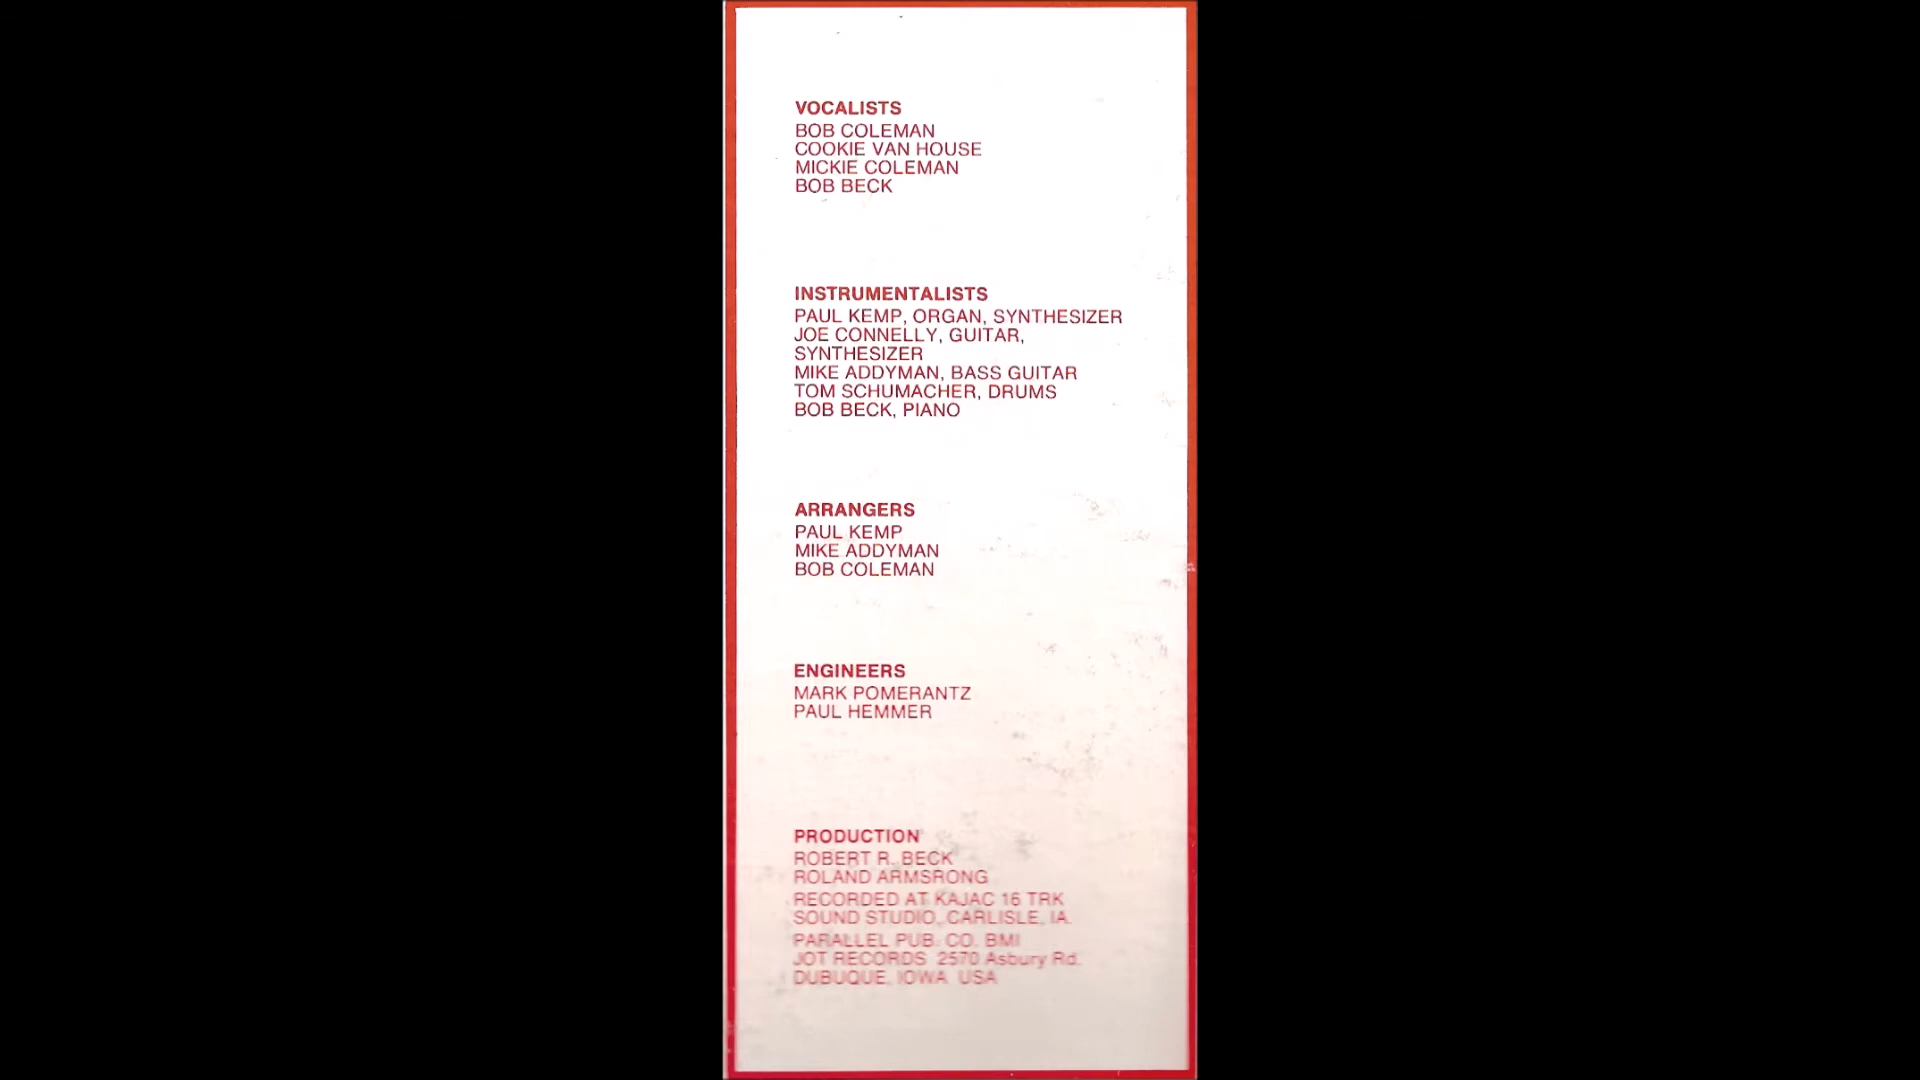 VOCALISTS
BOB COLEMAN
COOKIE VAN HOUSE
MICKIE COLEMAN
BOB BECK
INSTRUMENTALISTS
PAUL KEMP, ORGAN, SYNTHESIZER
JOE CONNELLY, GUITAR,
SYNTHESIZER
MIKE ADDYMAN, BASS GUITAR
TOM SCHUMACHER, DRUMS
BOB BECK, PIANO
ARRANGERS
PAUL KEMP
MIKE ADDYMAN
BOB COLEMAN
ENGINEERS
MARK POMERANTZ
PAUL HEMMER
PRODUCTION
ROBERT R. BECK
ROLAND ARMSRONG
RECORDED AT KAJAC 16 TRK
SOUND STUDIO, CARLISLE, IA.
PARALLEL PUB. CO. BMI
JOT RECORDS 2570 Asbury Rd.
DUBUQUE, IOWA USA